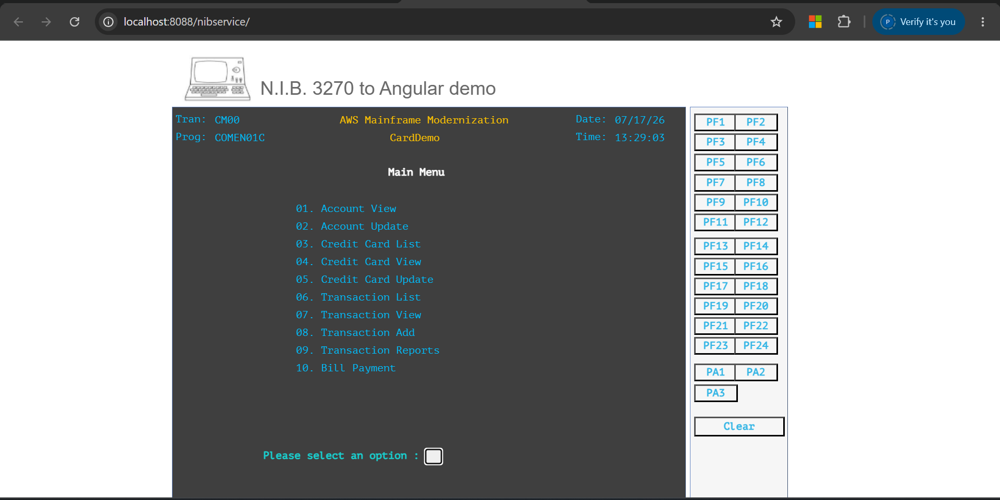 localhost:8088/nibservice/
P Verify it's you
N.I.B. 3270 to Angular demo
Tran: CM00 AWS Mainframe Modernization Date: 07/17/26
Prog: COMEN01C CardDemo Time: 13:29:03
Main Menu
01. Account View
02. Account Update
03. Credit Card List
04. Credit Card View
05. Credit Card Update
06. Transaction List
07. Transaction View
08. Transaction Add
09. Transaction Reports
10. Bill Payment
Please select an option :
PF1 PF2
PF3 PF4
PF5 PF6
PF7 PF8
PF9 PF10
PF11 PF12
PF13 PF14
PF15 PF16
PF17 PF18
PF19 PF20
PF21 PF22
PF23 PF24
PA1 PA2
PA3
Clear